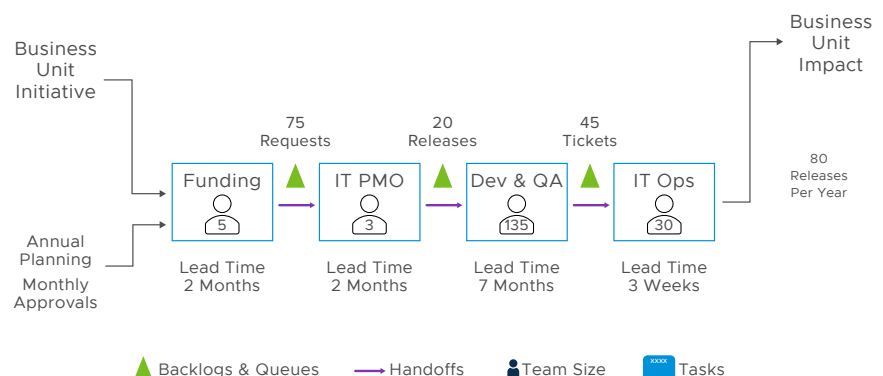 Business
Unit
Initiative
Business
Unit
Impact
75
Requests
20
Releases
45
Tickets
80
Releases
Per Year
Funding
5
IT PMO
3
Dev & QA
135
IT Ops
30
Annual
Planning
Monthly
Approvals
Lead Time
2 Months
Lead Time
2 Months
Lead Time
7 Months
Lead Time
3 Weeks
Backlogs & Queues
Handoffs
Team Size
xxxx
Tasks